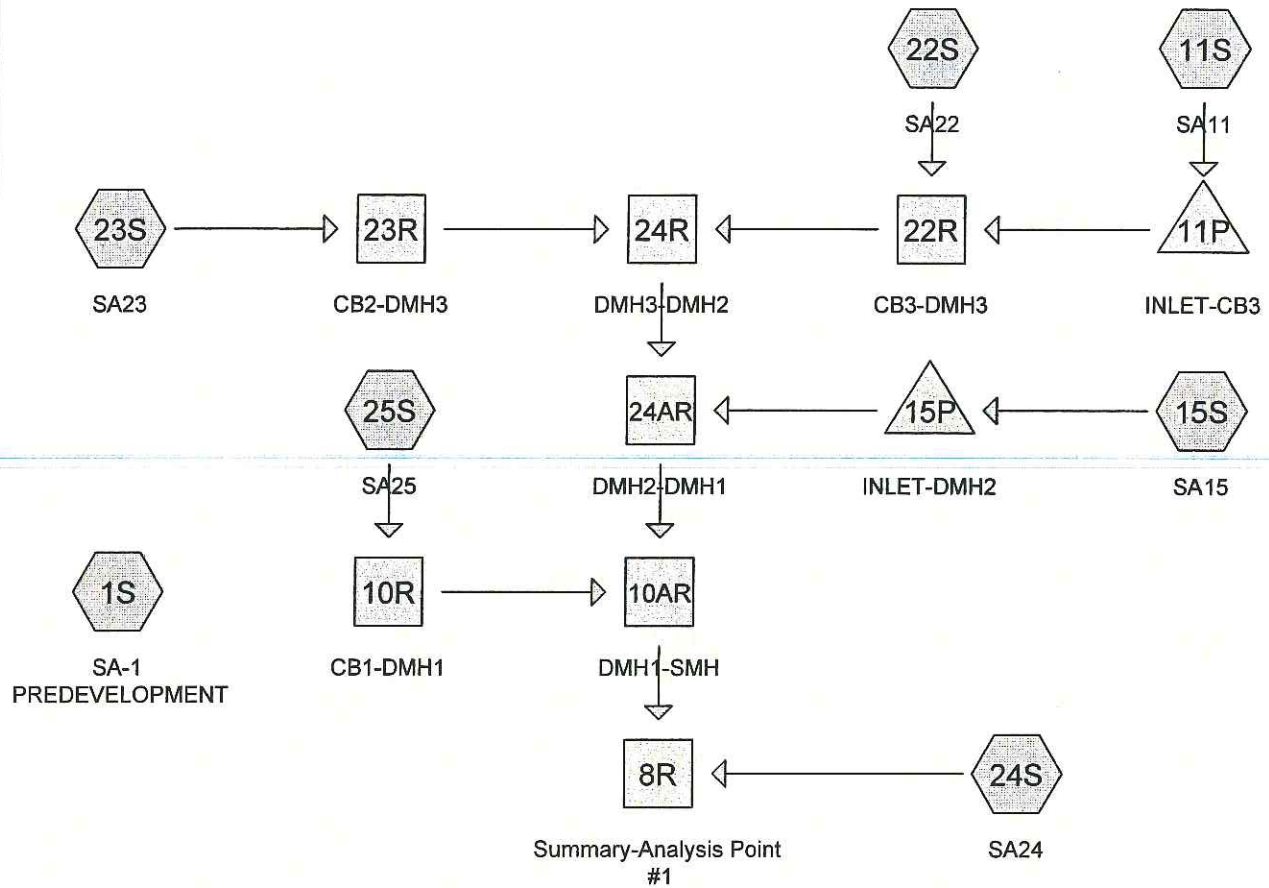 22S
11S
SA22
SA11
23S
23R
24R
22R
11P
SA23
CB2-DMH3
DMH3-DMH2
CB3-DMH3
INLET-CB3
25S
24AR
15P
15S
SA25
DMH2-DMH1
INLET-DMH2
SA15
1S
10R
10AR
SA-1
PREDEVELOPMENT
CB1-DMH1
DMH1-SMH
8R
24S
Summary-Analysis Point
#1
SA24